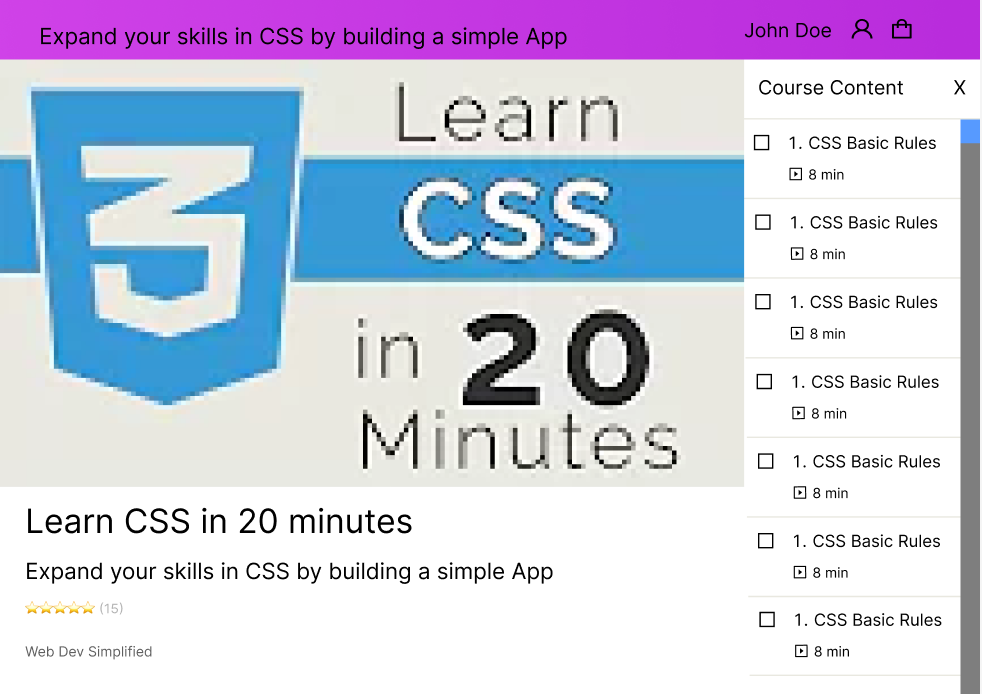 Expand your skills in CSS by building a simple App
John Doe
Learn
CSS
in 20
Minutes
Learn CSS in 20 minutes
Expand your skills in CSS by building a simple App
(15)
Web Dev Simplified
Course Content X
1. CSS Basic Rules
8 min
1. CSS Basic Rules
8 min
1. CSS Basic Rules
8 min
1. CSS Basic Rules
8 min
1. CSS Basic Rules
8 min
1. CSS Basic Rules
8 min
1. CSS Basic Rules
8 min